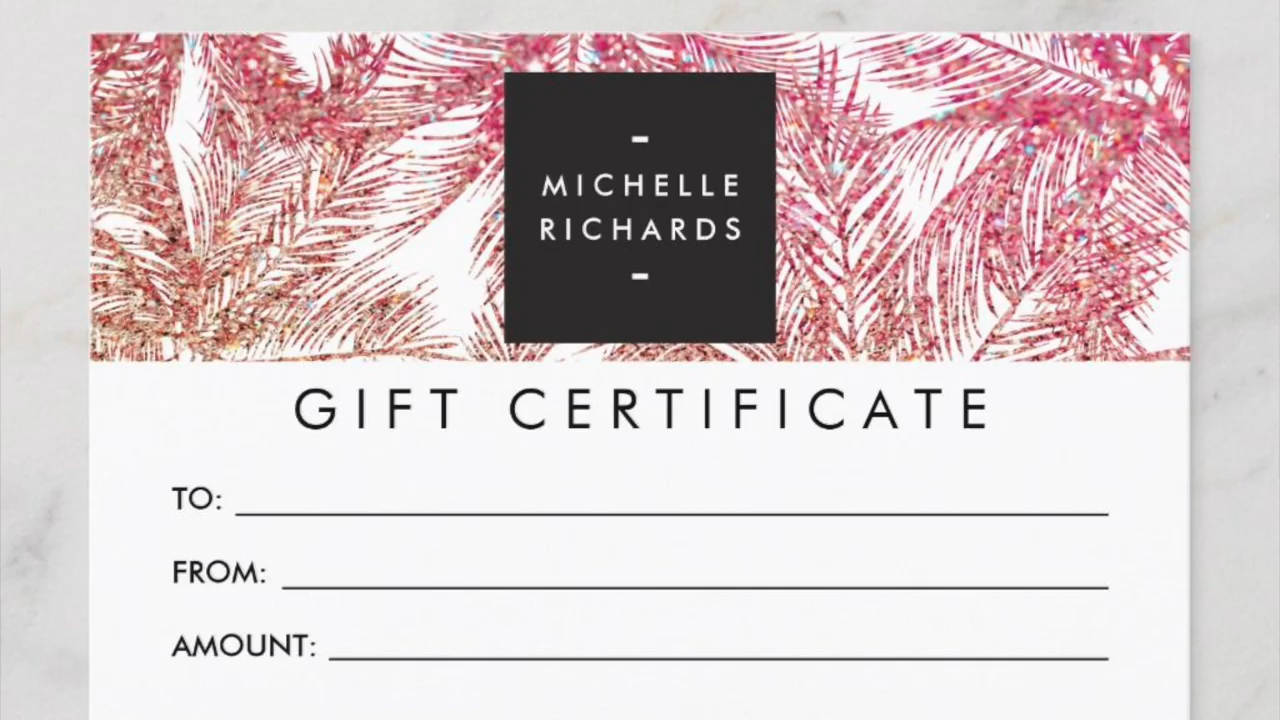 MICHELLE
RICHARDS
GIFT CERTIFICATE
TO:
FROM:
AMOUNT: